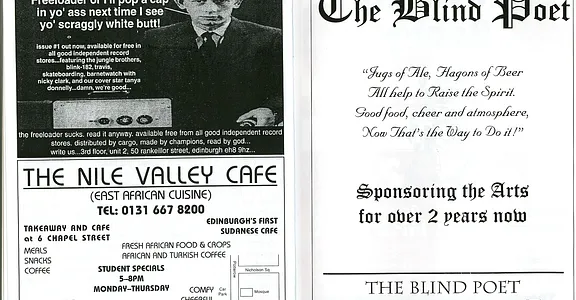 Freeloader or I'll pop a cap
in yo' ass next time I see
yo' scraggly white butt!
issue #1 out now, available for free in
all good independent record
stores...featuring the jungle brothers,
blink-182, travis,
skateboarding, barnetwatch with
nicky clark, and our cover star tanya
donnelly...damn, we're good...
the freeloader sucks. read it anyway. available free from all good independent record
stores. distributed by cargo, made by champions, read by god...
write us...3rd floor, unit 2, 50 rankeillor street, edinburgh eh8 9hz...
THE NILE VALLEY CAFE
(EAST AFRICAN CUISINE)
TEL: 0131 667 8200
EDINBURGH'S FIRST
SUDANESE CAFE
TAKEAWAY AND CAFE
at 6 CHAPEL STREET
MEALS
SNACKS
COFFEE
FRESH AFRICAN FOOD & CROPS
AFRICAN AND TURKISH COFFEE
STUDENT SPECIALS
5–8PM
MONDAY–THURSDAY
COMFY
CHEERFUL
Potterow
Nicholson Sq
Car
Park
Mosque
The Blind Poet
"Jugs of Ale, Flagons of Beer
All help to Raise the Spirit.
Good food, cheer and atmosphere,
Now That's the Way to Do it!"
Sponsoring the Arts
for over 2 years now
THE BLIND POET